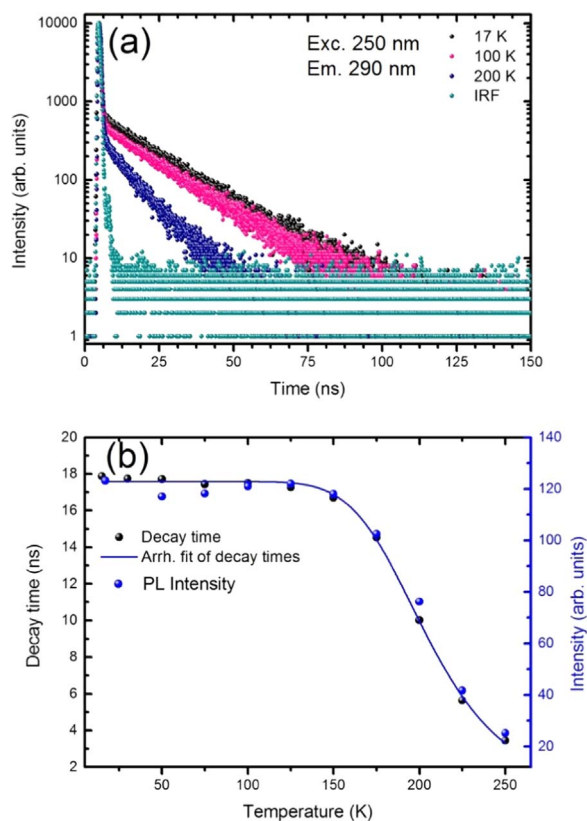 (a)
Exc. 250 nm
Em. 290 nm
17 K
100 K
200 K
IRF
Intensity (arb. units)
10000
1000
100
10
1
0 25 50 75 100 125 150
Time (ns)
(b)
Decay time
Arrh. fit of decay times
PL Intensity
Decay time (ns)
20
18
16
14
12
10
8
6
4
2
Intensity (arb. units)
140
120
100
80
60
40
20
50 100 150 200 250
Temperature (K)